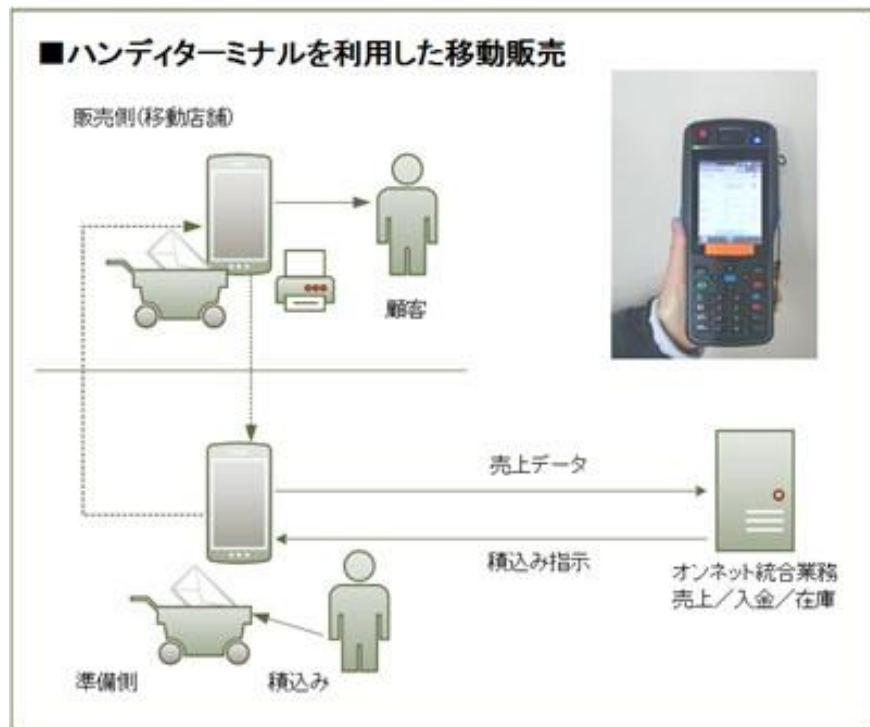 ■ハンディターミナルを利用した移動販売
販売側(移動店舗)
顧客
売上データ
積込み指示
オンネット統合業務
売上／入金／在庫
準備側
積込み